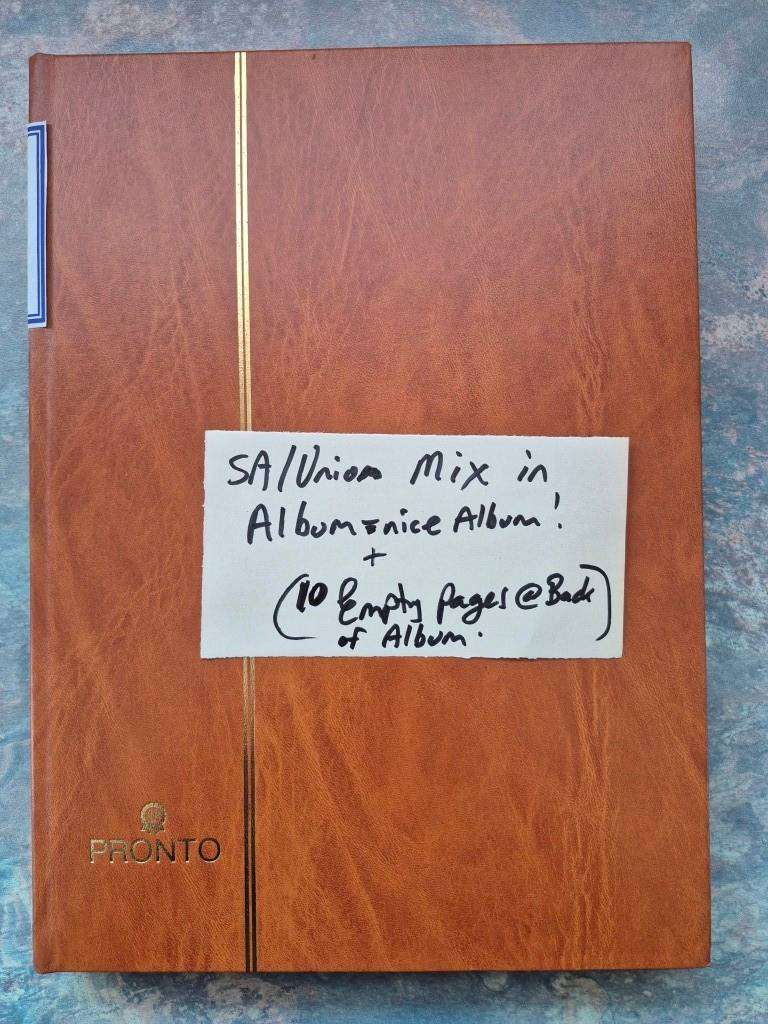 SA/Union Mix in
Album = nice Album!
+
(10 Empty pages @ Back
of Album.)
PRONTO